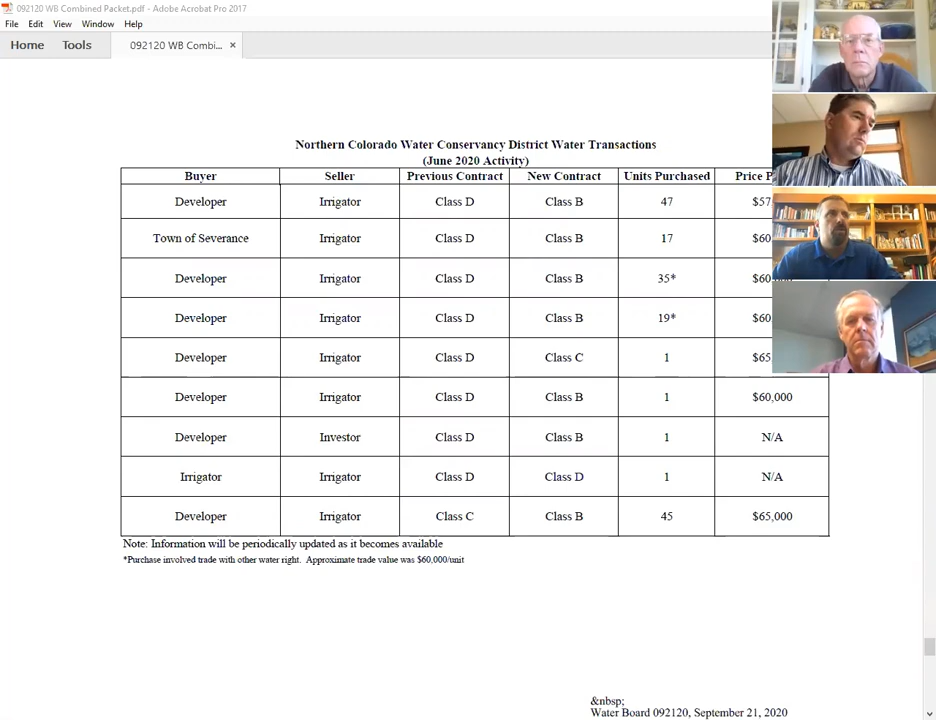 092120 WB Combined Packet.pdf - Adobe Acrobat Pro 2017
File Edit View Window Help
Home Tools 092120 WB Combi... ×
Northern Colorado Water Conservancy District Water Transactions
(June 2020 Activity)
Buyer Seller Previous Contract New Contract Units Purchased Price
Developer Irrigator Class D Class B 47 $57
Town of Severance Irrigator Class D Class B 17 $60
Developer Irrigator Class D Class B 35* $60
Developer Irrigator Class D Class B 19* $60
Developer Irrigator Class D Class C 1 $65
Developer Irrigator Class D Class B 1 $60,000
Developer Investor Class D Class B 1 N/A
Irrigator Irrigator Class D Class D 1 N/A
Developer Irrigator Class C Class B 45 $65,000
Note: Information will be periodically updated as it becomes available
*Purchase involved trade with other water right. Approximate trade value was $60,000/unit
&nbsp;
Water Board 092120, September 21, 2020